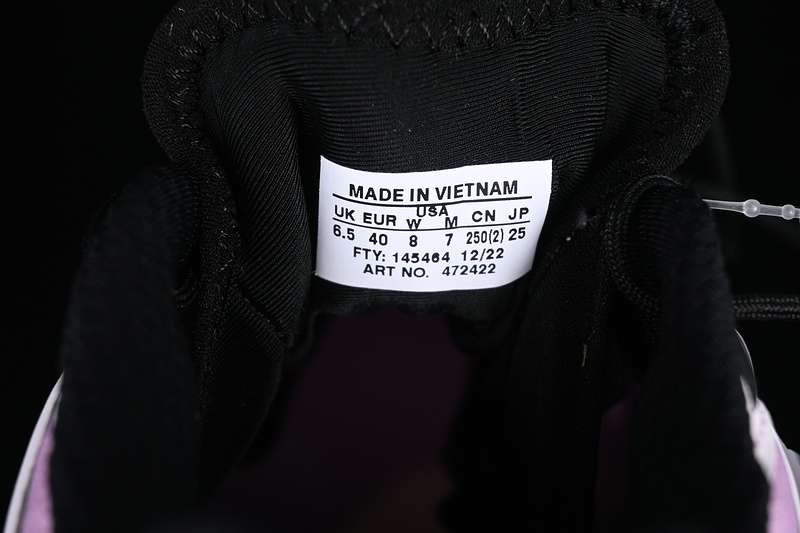 MADE IN VIETNAM
USA
UK EUR W M CN JP
6.5 40 8 7 250(2) 25
FTY: 145464 12/22
ART NO. 472422